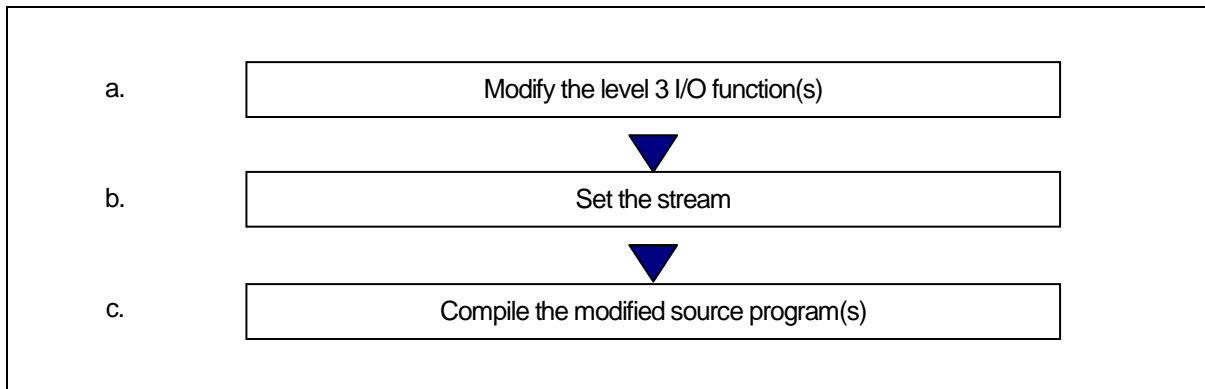 a. Modify the level 3 I/O function(s)
b. Set the stream
c. Compile the modified source program(s)